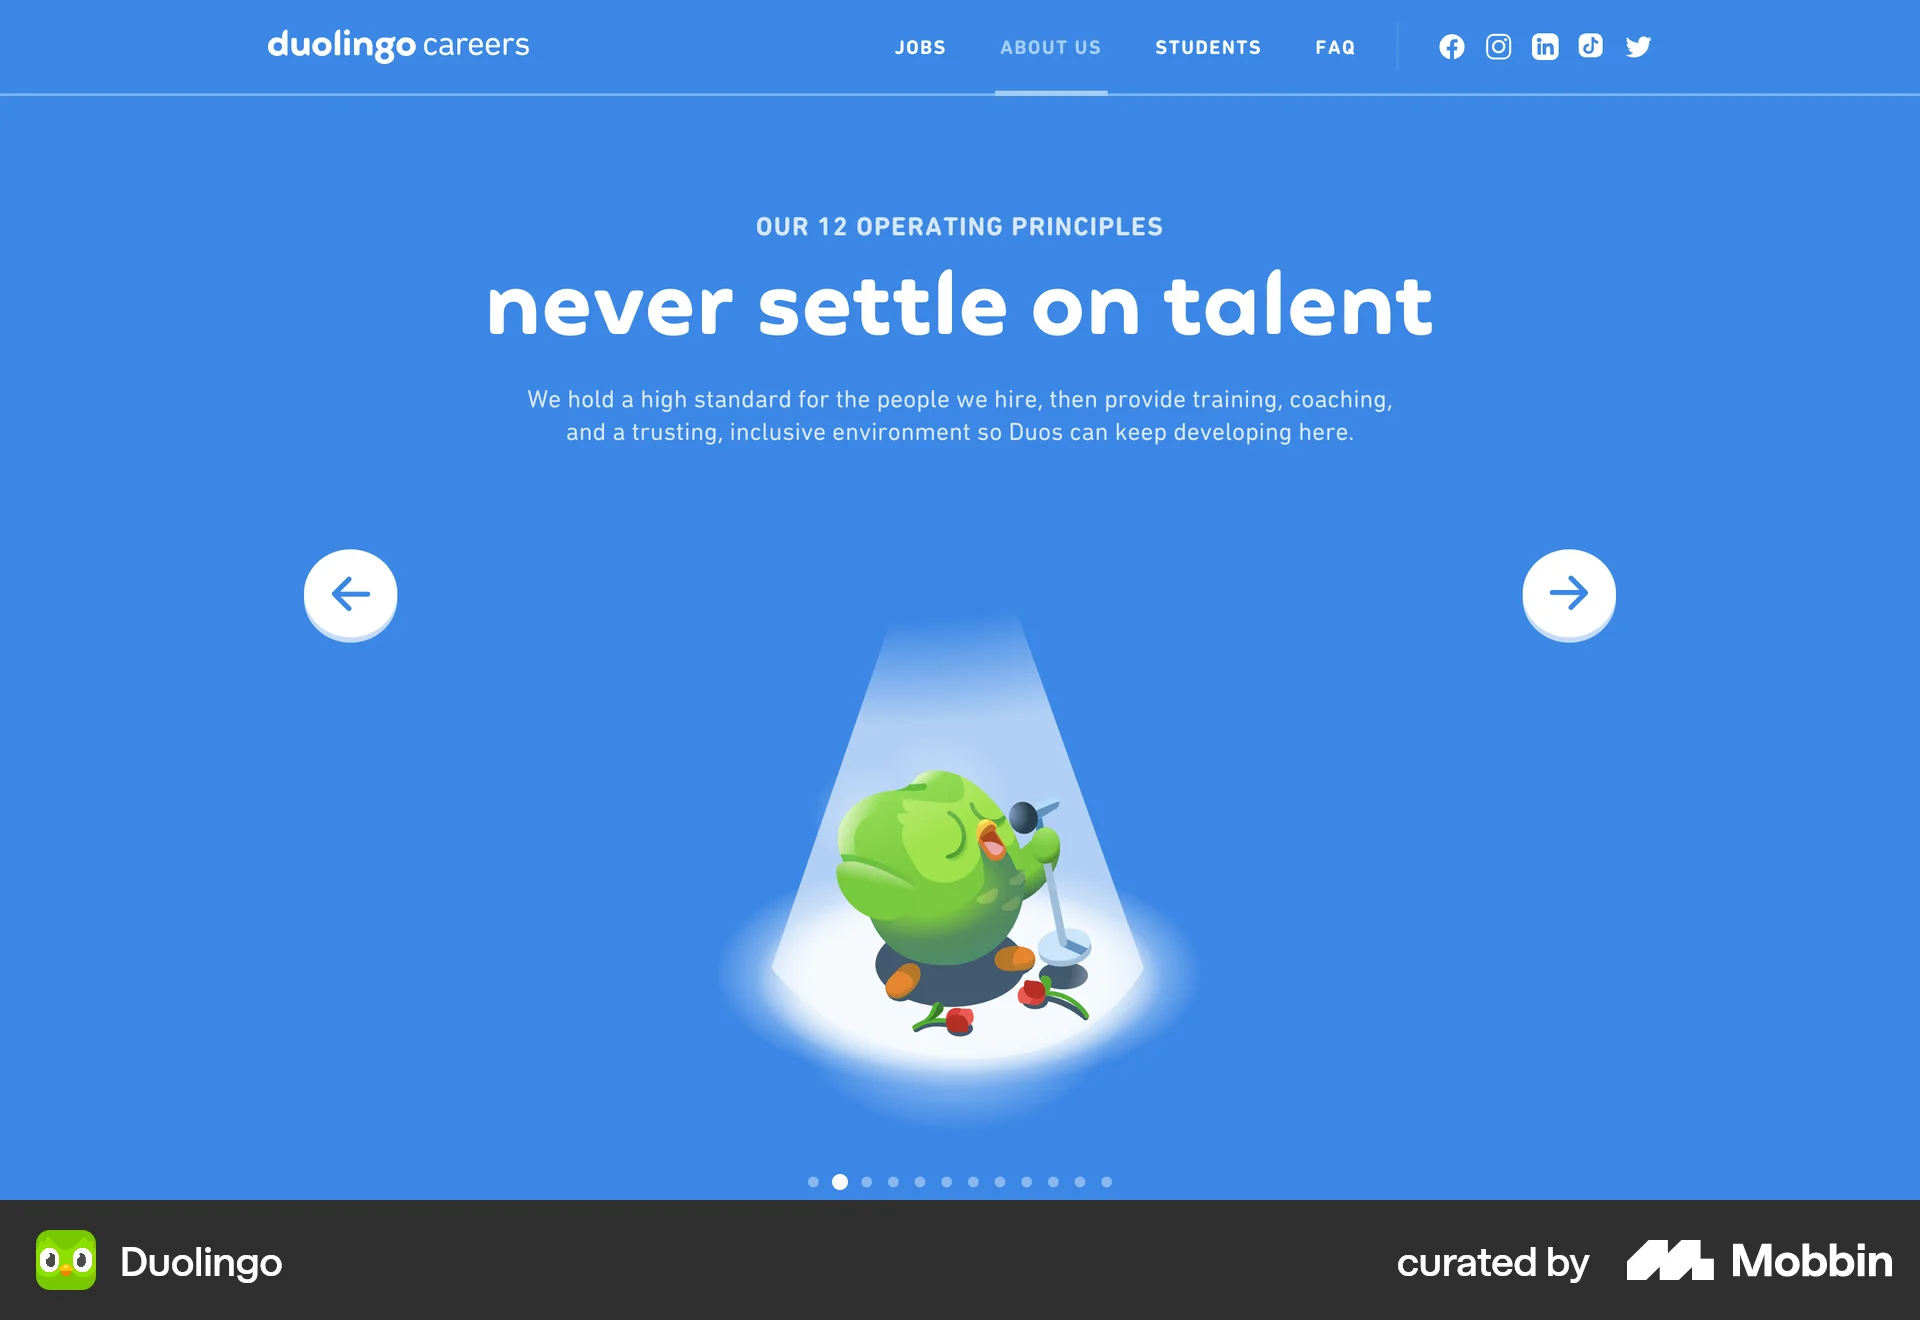 duolingo careers
JOBS
ABOUT US
STUDENTS
FAQ
OUR 12 OPERATING PRINCIPLES
never settle on talent
We hold a high standard for the people we hire, then provide training, coaching,
and a trusting, inclusive environment so Duos can keep developing here.
Duolingo
curated by Mobbin